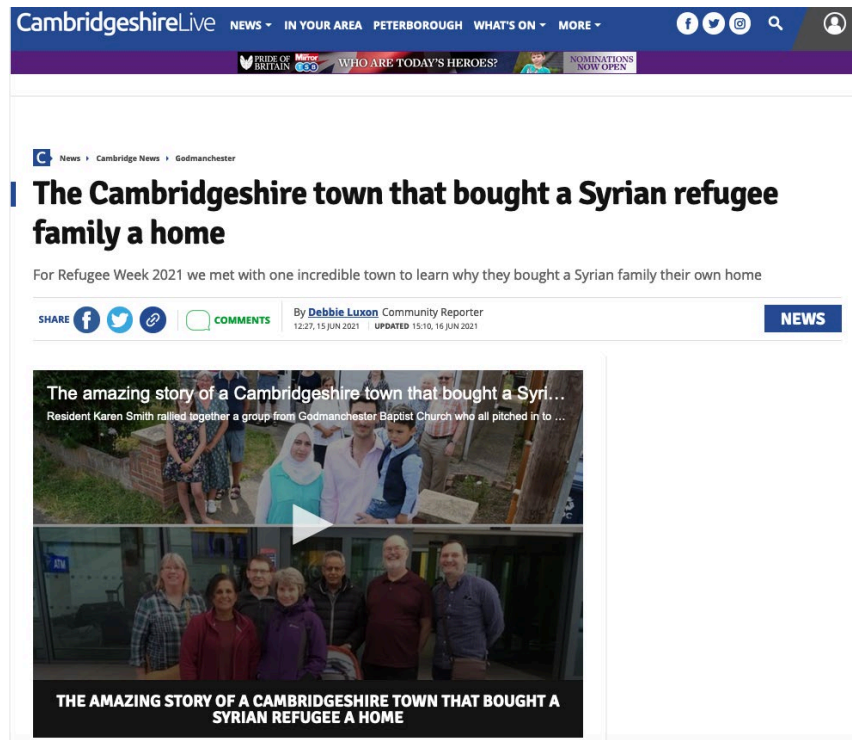 CambridgeshireLive NEWS IN YOUR AREA PETERBOROUGH WHAT'S ON MORE
PRIDE OF BRITAIN Mirror WHO ARE TODAY'S HEROES? NOMINATIONS NOW OPEN
C News Cambridge News Godmanchester
The Cambridgeshire town that bought a Syrian refugee
family a home
For Refugee Week 2021 we met with one incredible town to learn why they bought a Syrian family their own home
SHARE COMMENTS By Debbie Luxon Community Reporter NEWS
12:27, 15 JUN 2021 | UPDATED 15:10, 16 JUN 2021
The amazing story of a Cambridgeshire town that bought a Syri...
Resident Karen Smith rallied together a group from Godmanchester Baptist Church who all pitched in to ...
ATM
THE AMAZING STORY OF A CAMBRIDGESHIRE TOWN THAT BOUGHT A
SYRIAN REFUGEE A HOME